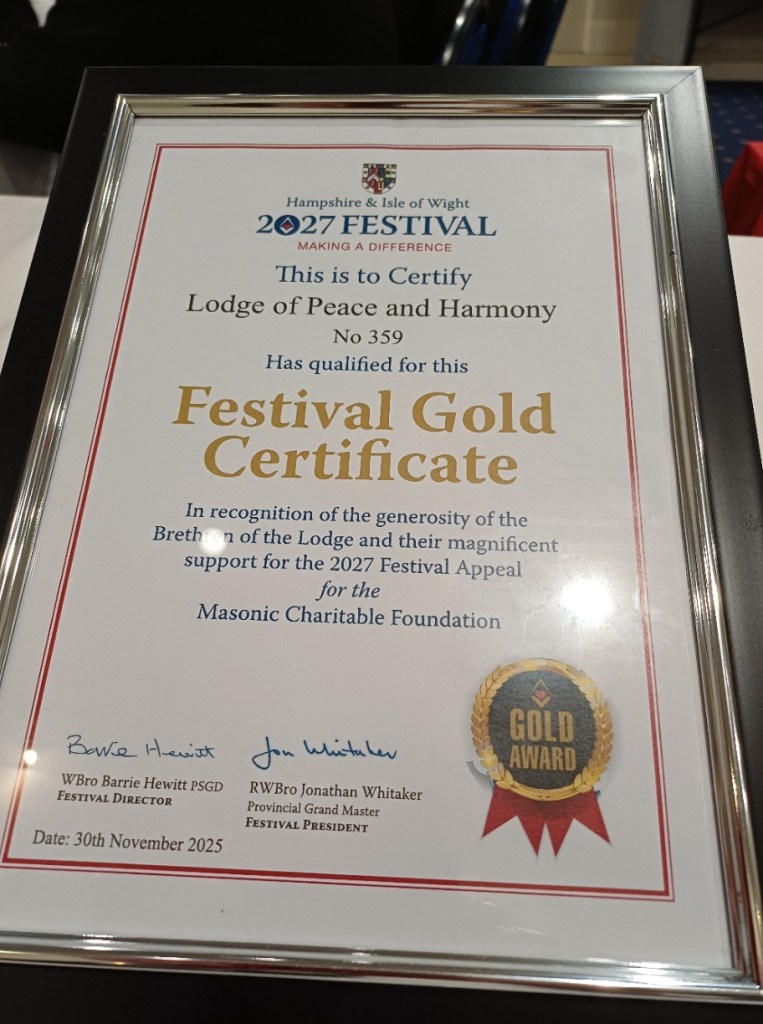 Hampshire & Isle of Wight
2027 FESTIVAL
MAKING A DIFFERENCE
This is to Certify
Lodge of Peace and Harmony
No 359
Has qualified for this
Festival Gold
Certificate
In recognition of the generosity of the
Brethren of the Lodge and their magnificent
support for the 2027 Festival Appeal
for the
Masonic Charitable Foundation
GOLD
AWARD
Barrie Hewitt
Jon Whitaker
WBro Barrie Hewitt PSGD
FESTIVAL DIRECTOR
RWBro Jonathan Whitaker
Provincial Grand Master
FESTIVAL PRESIDENT
Date: 30th November 2025